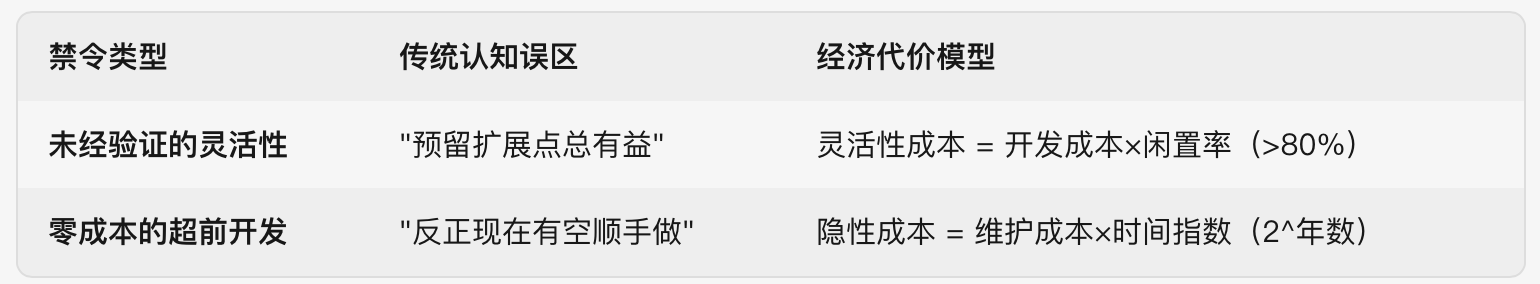 禁令类型 传统认知误区 经济代价模型
未经验证的灵活性 "预留扩展点总有益" 灵活性成本 = 开发成本×闲置率（>80%）
零成本的超前开发 "反正现在有空顺手做" 隐性成本 = 维护成本×时间指数（2^年数）